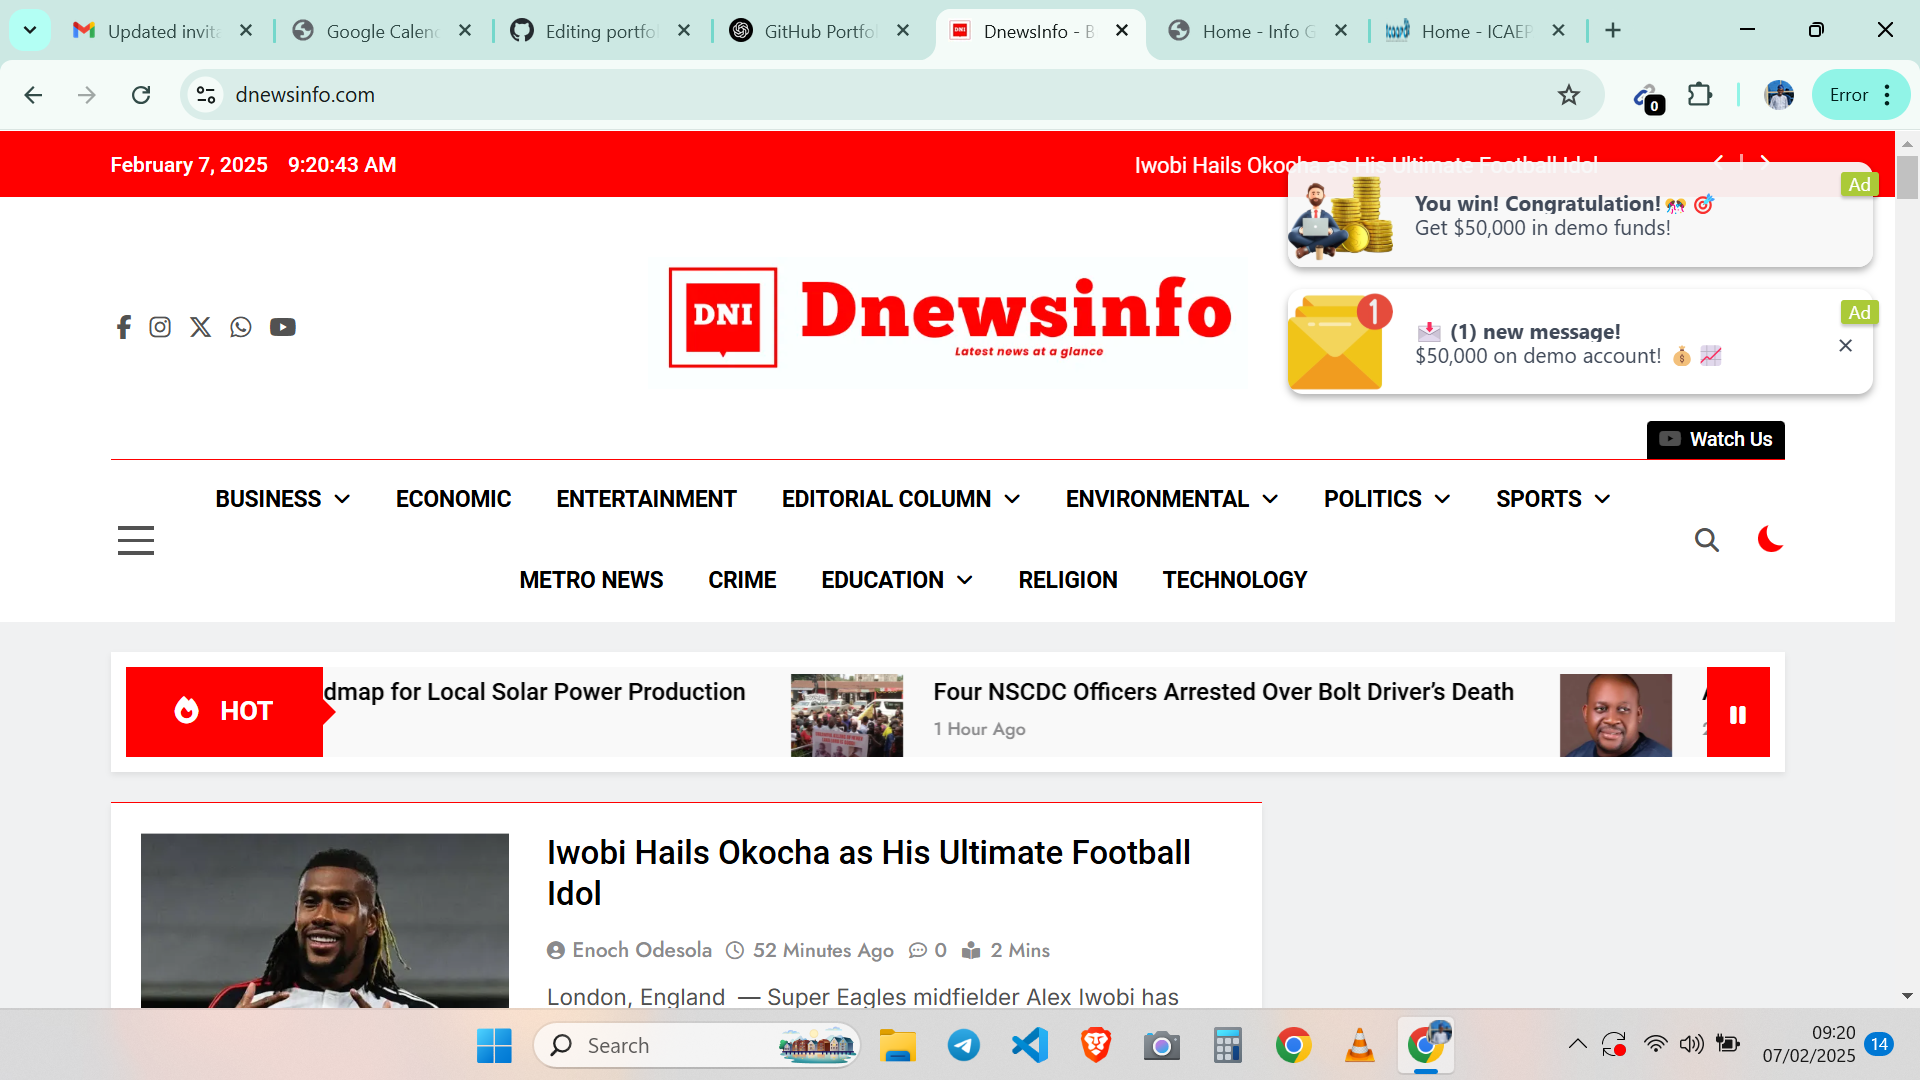 Updated invita
Google Calen
Editing portfol
GitHub Portfol
DnewsInfo - B
Home - Info G
Home - ICAEP
dnewsinfo.com
0
Error
February 7, 2025 9:20:43 AM
Iwobi Hails Okocha as His Ultimate Football Idol
Ad
You win! Congratulation!
Get $50,000 in demo funds!
DNI
Dnewsinfo
Latest news at a glance
Ad
1
(1) new message!
$50,000 on demo account!
Watch Us
BUSINESS
ECONOMIC
ENTERTAINMENT
EDITORIAL COLUMN
ENVIRONMENTAL
POLITICS
SPORTS
METRO NEWS
CRIME
EDUCATION
RELIGION
TECHNOLOGY
HOT
dmap for Local Solar Power Production
Four NSCDC Officers Arrested Over Bolt Driver’s Death
1 Hour Ago
Iwobi Hails Okocha as His Ultimate Football
Idol
Enoch Odesola 52 Minutes Ago 0 2 Mins
London, England — Super Eagles midfielder Alex Iwobi has
Search
09:20
07/02/2025
14